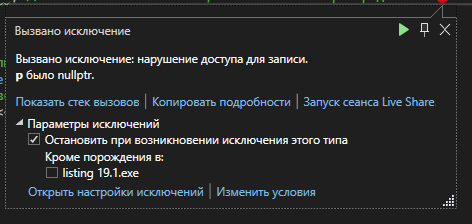 Вызвано исключение
Вызвано исключение: нарушение доступа для записи.
p было nullptr.
Показать стек вызовов | Копировать подробности | Запуск сеанса Live Share
Параметры исключений
Остановить при возникновении исключения этого типа
Кроме порождения в:
listing 19.1.exe
Открыть настройки исключений | Изменить условия